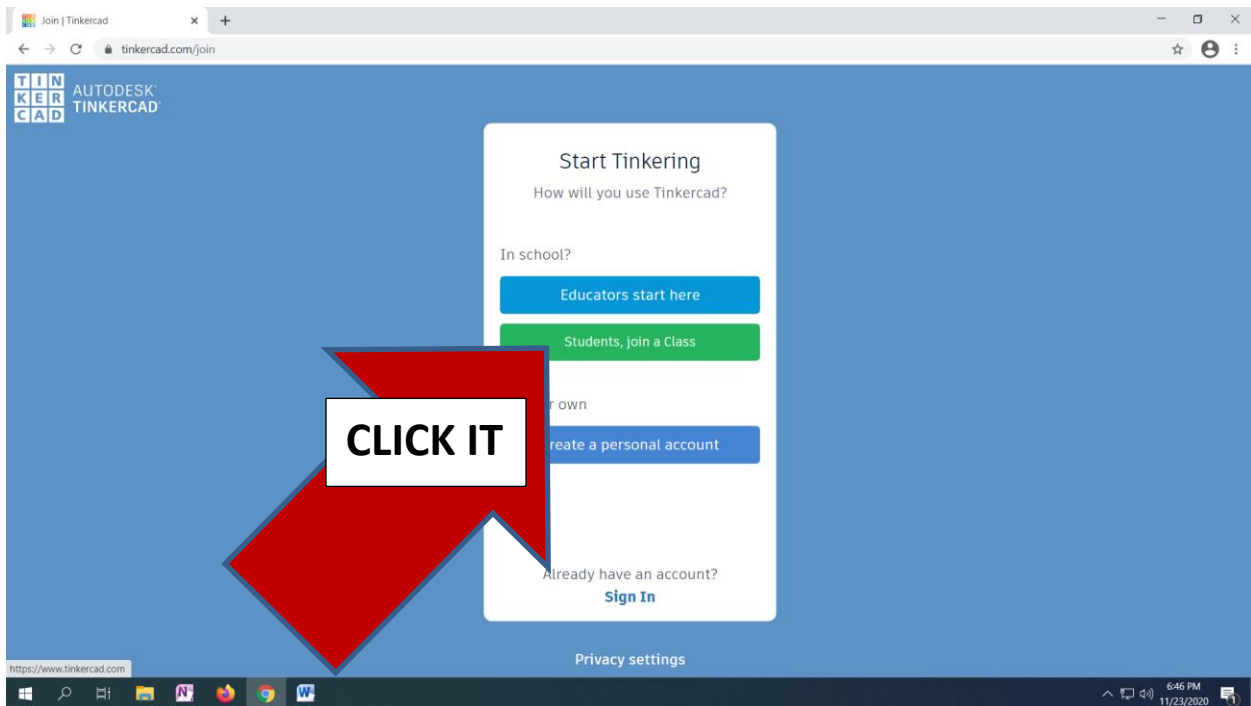 Join | Tinkercad
tinkercad.com/join
TIN
KER
CAD
AUTODESK
TINKERCAD
Start Tinkering
How will you use Tinkercad?
In school?
Educators start here
Students, join a Class
r own
CLICK IT
reate a personal account
Already have an account?
Sign In
Privacy settings
https://www.tinkercad.com
6:46 PM
11/23/2020